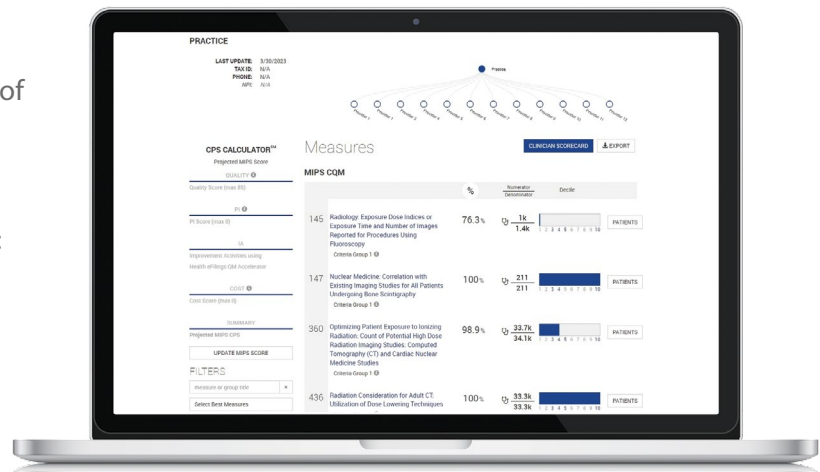 of
:
PRACTICE
LAST UPDATE: 3/30/2023
TAX ID: N/A
PHONE: N/A
NPI: N/A
Practice
CPS CALCULATOR℠
Projected MIPS Score
QUALITY
Quality Score (max 85)
PI
PI Score (max 0)
IA
Improvement Activities using
Health eFilings QM Accelerator
COST
Cost Score (max 0)
SUMMARY
Projected MIPS CPS
UPDATE MIPS SCORE
FILTERS
measure or group title ×
Select Best Measures
Measures
CLINICIAN SCORECARD EXPORT
MIPS CQM
% Numerator Decile
Denominator
145 Radiology: Exposure Dose Indices or
Exposure Time and Number of Images
Reported for Procedures Using
Fluoroscopy
Criteria Group 1
76.3% 1k
1.4k 1 2 3 4 5 6 7 8 9 10 PATIENTS
147 Nuclear Medicine: Correlation with
Existing Imaging Studies for All Patients
Undergoing Bone Scintigraphy
Criteria Group 1
100% 211
211 1 2 3 4 5 6 7 8 9 10 PATIENTS
360 Optimizing Patient Exposure to Ionizing
Radiation: Count of Potential High Dose
Radiation Imaging Studies: Computed
Tomography (CT) and Cardiac Nuclear
Medicine Studies
Criteria Group 1
98.9% 33.7k
34.1k 1 2 3 4 5 6 7 8 9 10 PATIENTS
436 Radiation Consideration for Adult CT:
Utilization of Dose Lowering Techniques
100% 33.3k
33.3k 1 2 3 4 5 6 7 8 9 10 PATIENTS